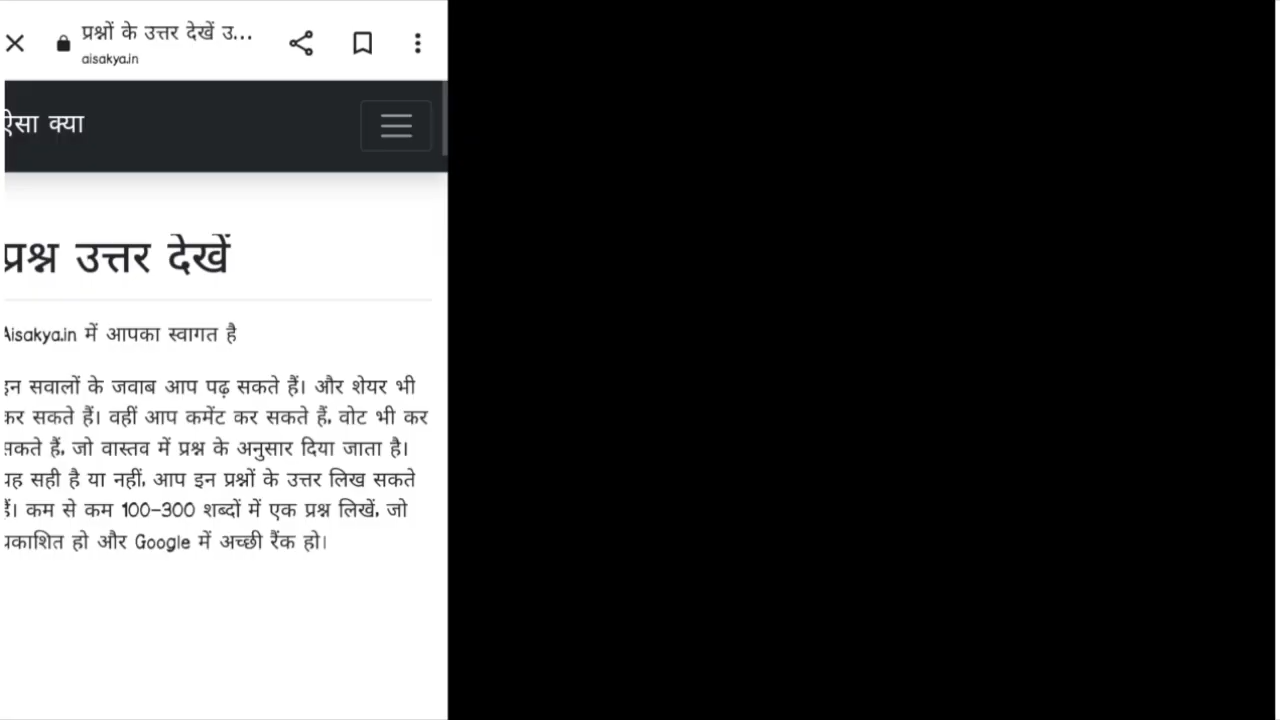 प्रश्नों के उत्तर देखें उ...
aisakya.in
ऐसा क्या
प्रश्न उत्तर देखें
Aisakya.in में आपका स्वागत है
इन सवालों के जवाब आप पढ़ सकते हैं। और शेयर भी
कर सकते हैं। वहीं आप कमेंट कर सकते हैं, वोट भी कर
सकते हैं, जो वास्तव में प्रश्न के अनुसार दिया जाता है।
यह सही है या नहीं, आप इन प्रश्नों के उत्तर लिख सकते
हैं। कम से कम 100-300 शब्दों में एक प्रश्न लिखें, जो
प्रकाशित हो और Google में अच्छी रैंक हो।